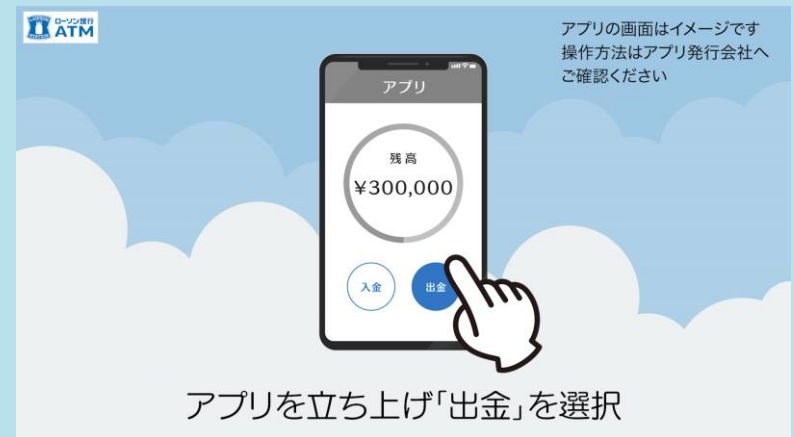 ローソン銀行
ATM
アプリの画面はイメージです
操作方法はアプリ発行会社へ
ご確認ください
アプリ
残高
¥300,000
入金
出金
アプリを立ち上げ「出金」を選択